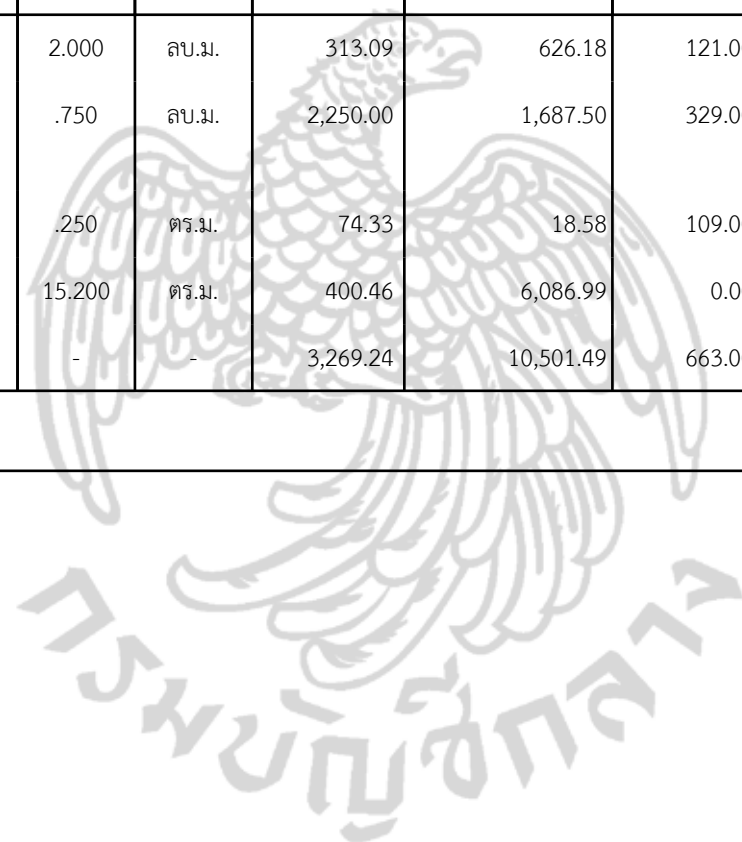 2.000 ลบ.ม. 313.09 626.18 121.0
.750 ลบ.ม. 2,250.00 1,687.50 329.0
.250 ตร.ม. 74.33 18.58 109.0
15.200 ตร.ม. 400.46 6,086.99 0.0
- - 3,269.24 10,501.49 663.0
กรมบัญชีกลาง